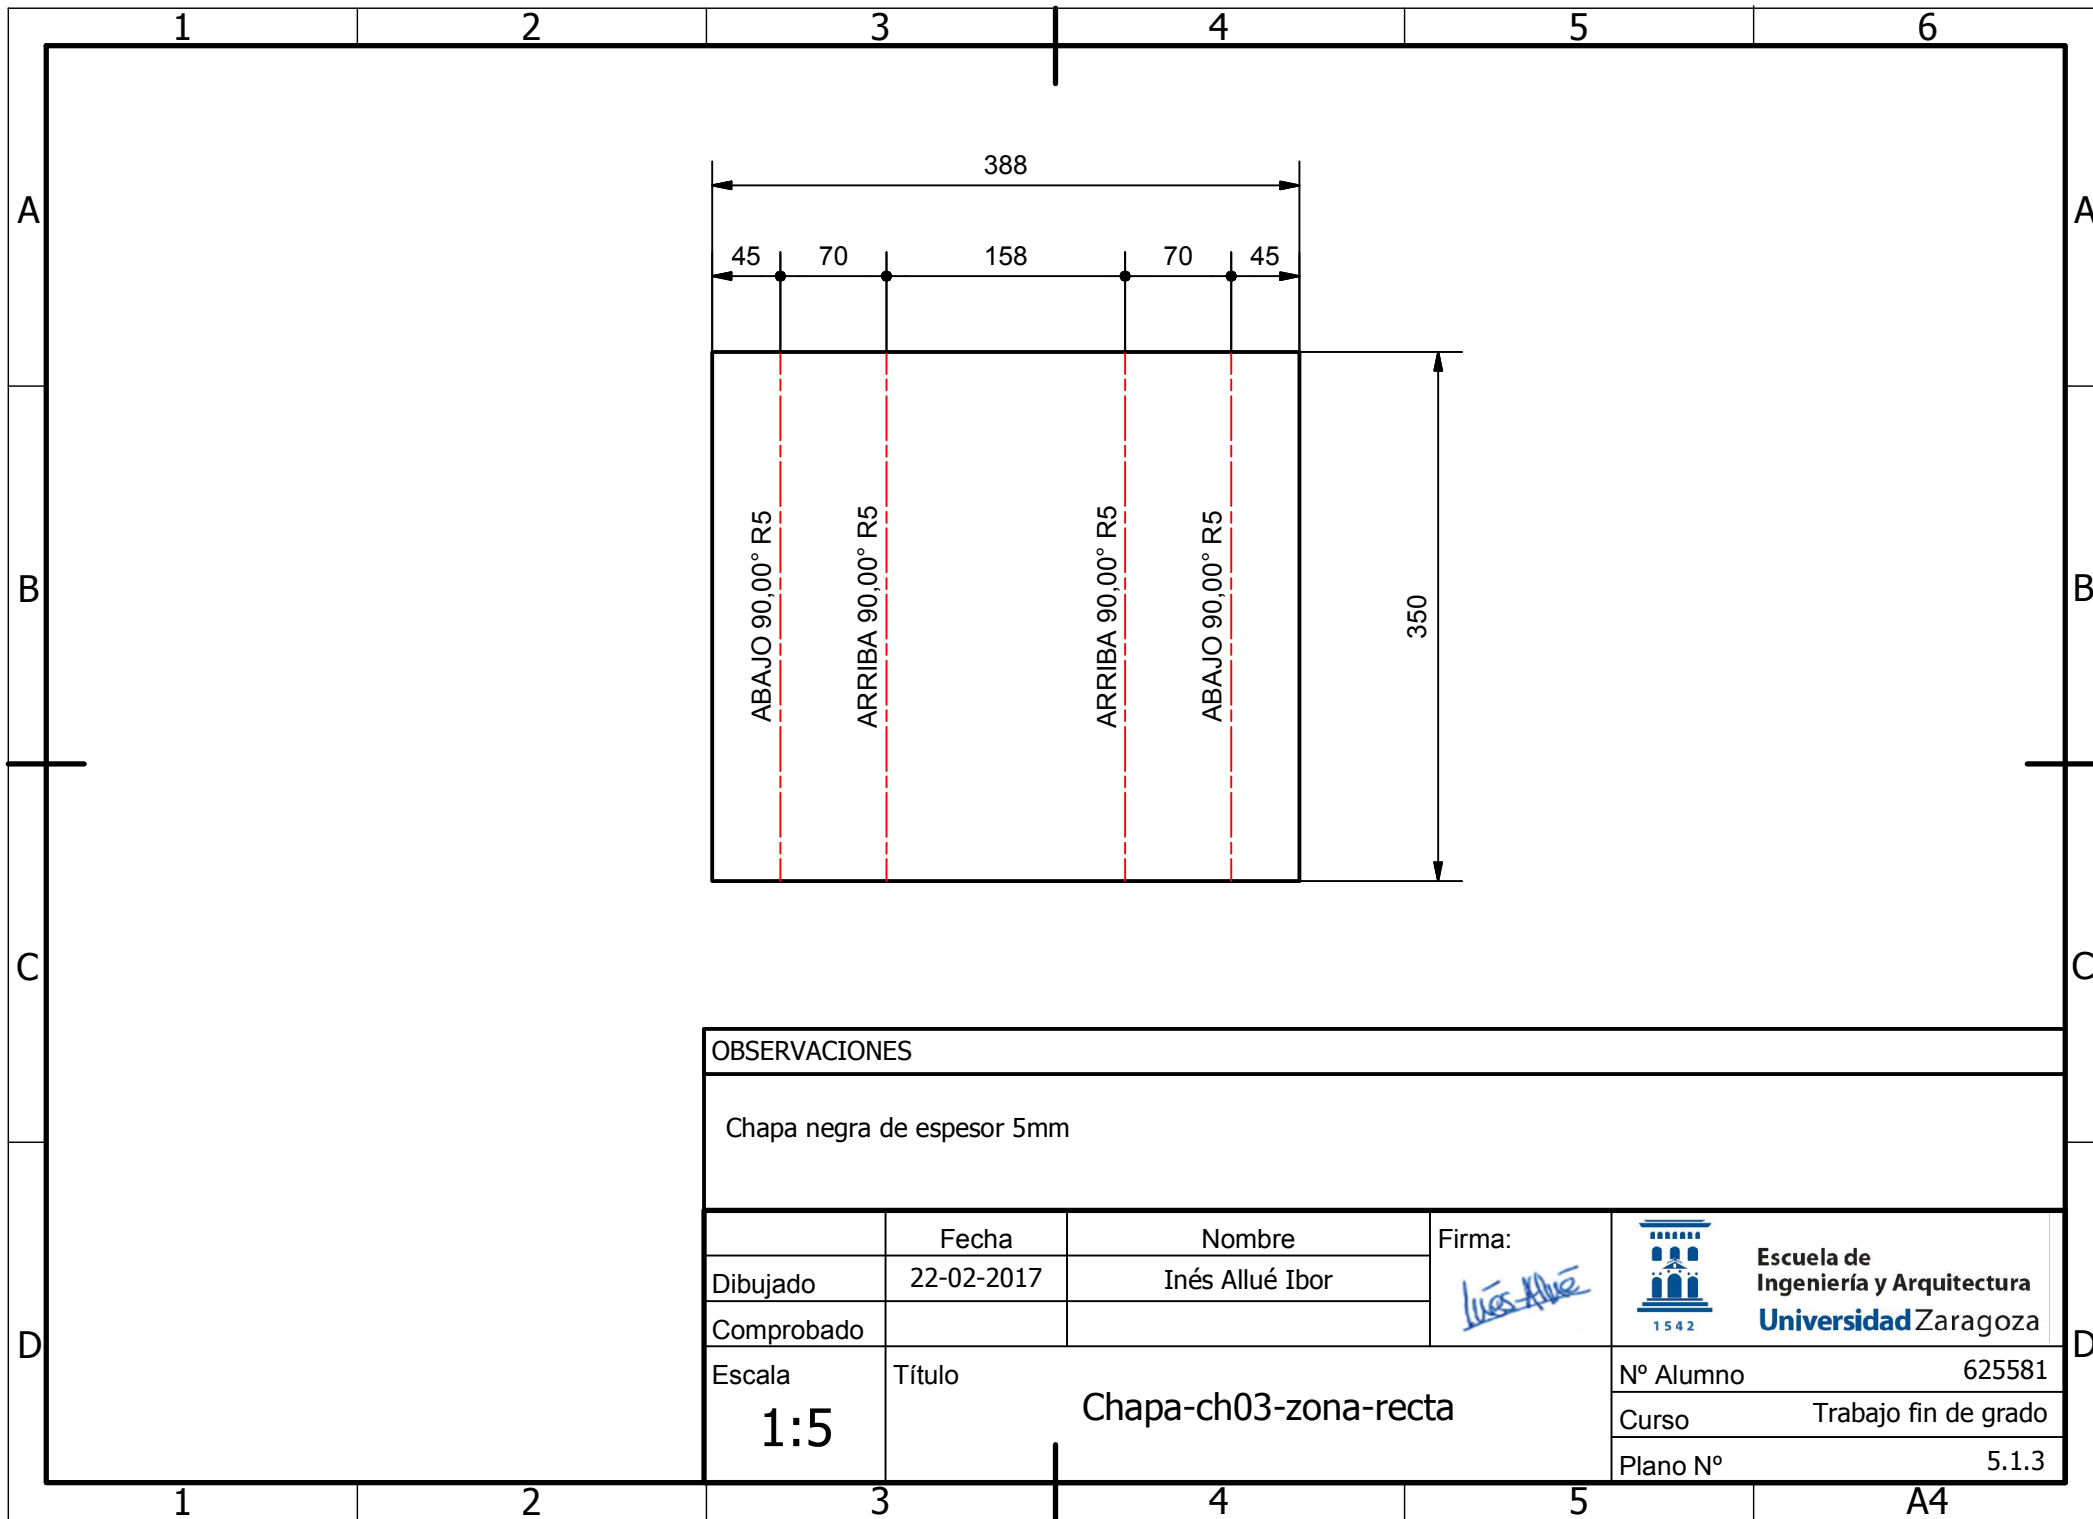 1 2 3 4 5 6
A A
B B
C C
D D
388
45 70 158 70 45
ABAJO 90,00° R5
ARRIBA 90,00° R5
ARRIBA 90,00° R5
ABAJO 90,00° R5
350
OBSERVACIONES
Chapa negra de espesor 5mm
Fecha Nombre Firma:
Dibujado 22-02-2017 Inés Allué Ibor
Inés Allué
Comprobado
1542
Escuela de
Ingeniería y Arquitectura
Universidad Zaragoza
Escala
1:5
Título
Chapa-ch03-zona-recta
Nº Alumno 625581
Curso Trabajo fin de grado
Plano Nº 5.1.3
1 2 3 4 5 A4